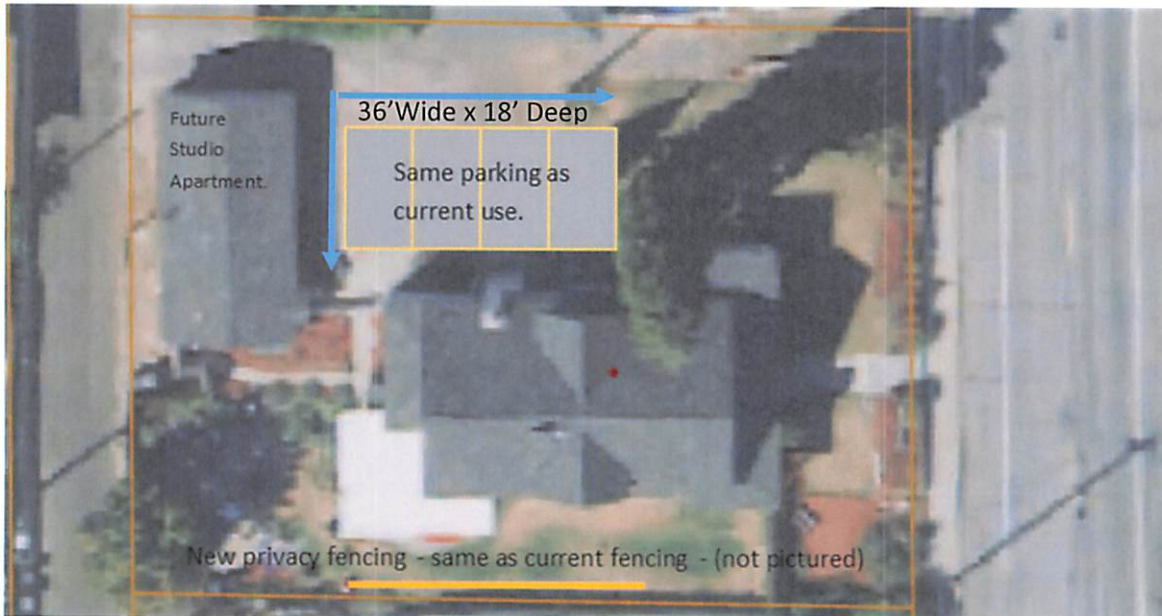 Future
Studio
Apartment.
36'Wide x 18' Deep
Same parking as
current use.
New privacy fencing - same as current fencing - (not pictured)